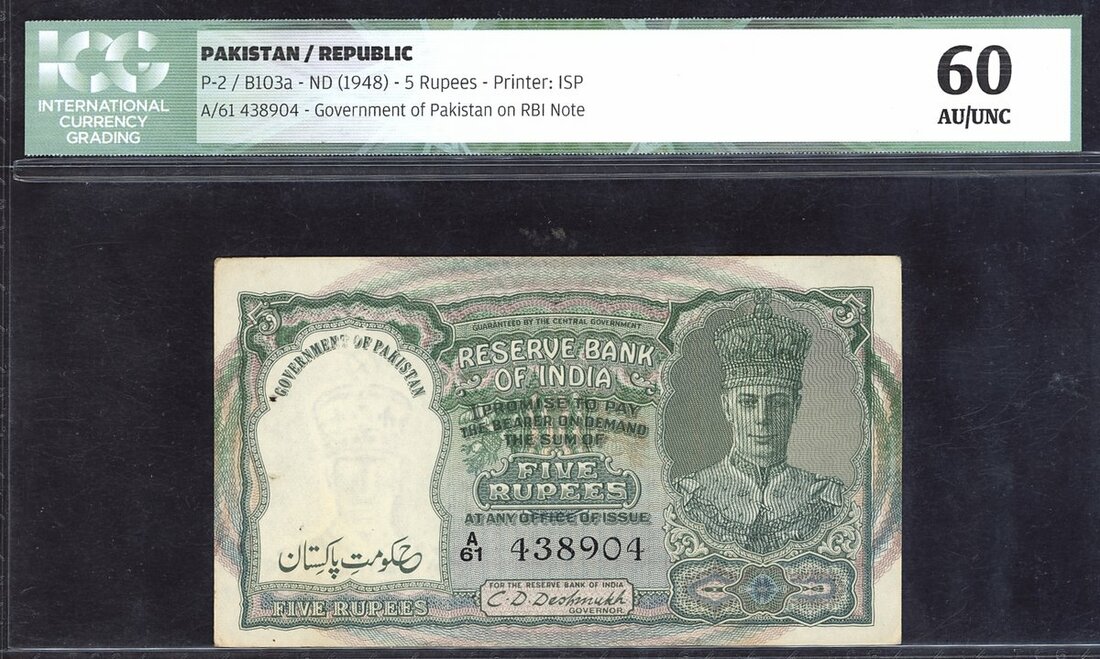 ICG
INTERNATIONAL
CURRENCY
GRADING
PAKISTAN / REPUBLIC
P-2 / B103a - ND (1948) - 5 Rupees - Printer: ISP
A/61 438904 - Government of Pakistan on RBI Note
60
AU/UNC
5
5
GOVERNMENT OF PAKISTAN
حکومت پاکستان
FIVE RUPEES
GUARANTEED BY THE CENTRAL GOVERNMENT
RESERVE BANK
OF INDIA
I PROMISE TO PAY
THE BEARER ON DEMAND
THE SUM OF
FIVE
RUPEES
AT ANY OFFICE OF ISSUE
A
61 438904
FOR THE RESERVE BANK OF INDIA
C. D. Deshmukh
GOVERNOR.